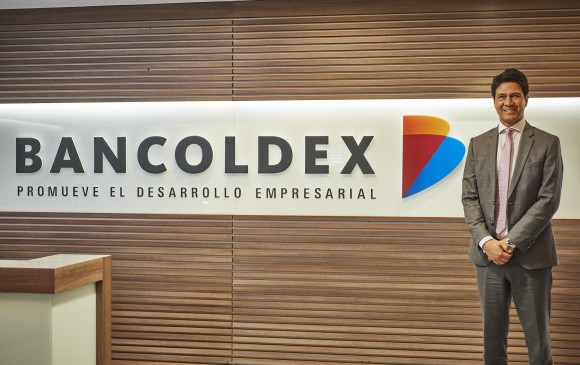 BANCOLDEX
PROMUEVE EL DESARROLLO EMPRESARIAL